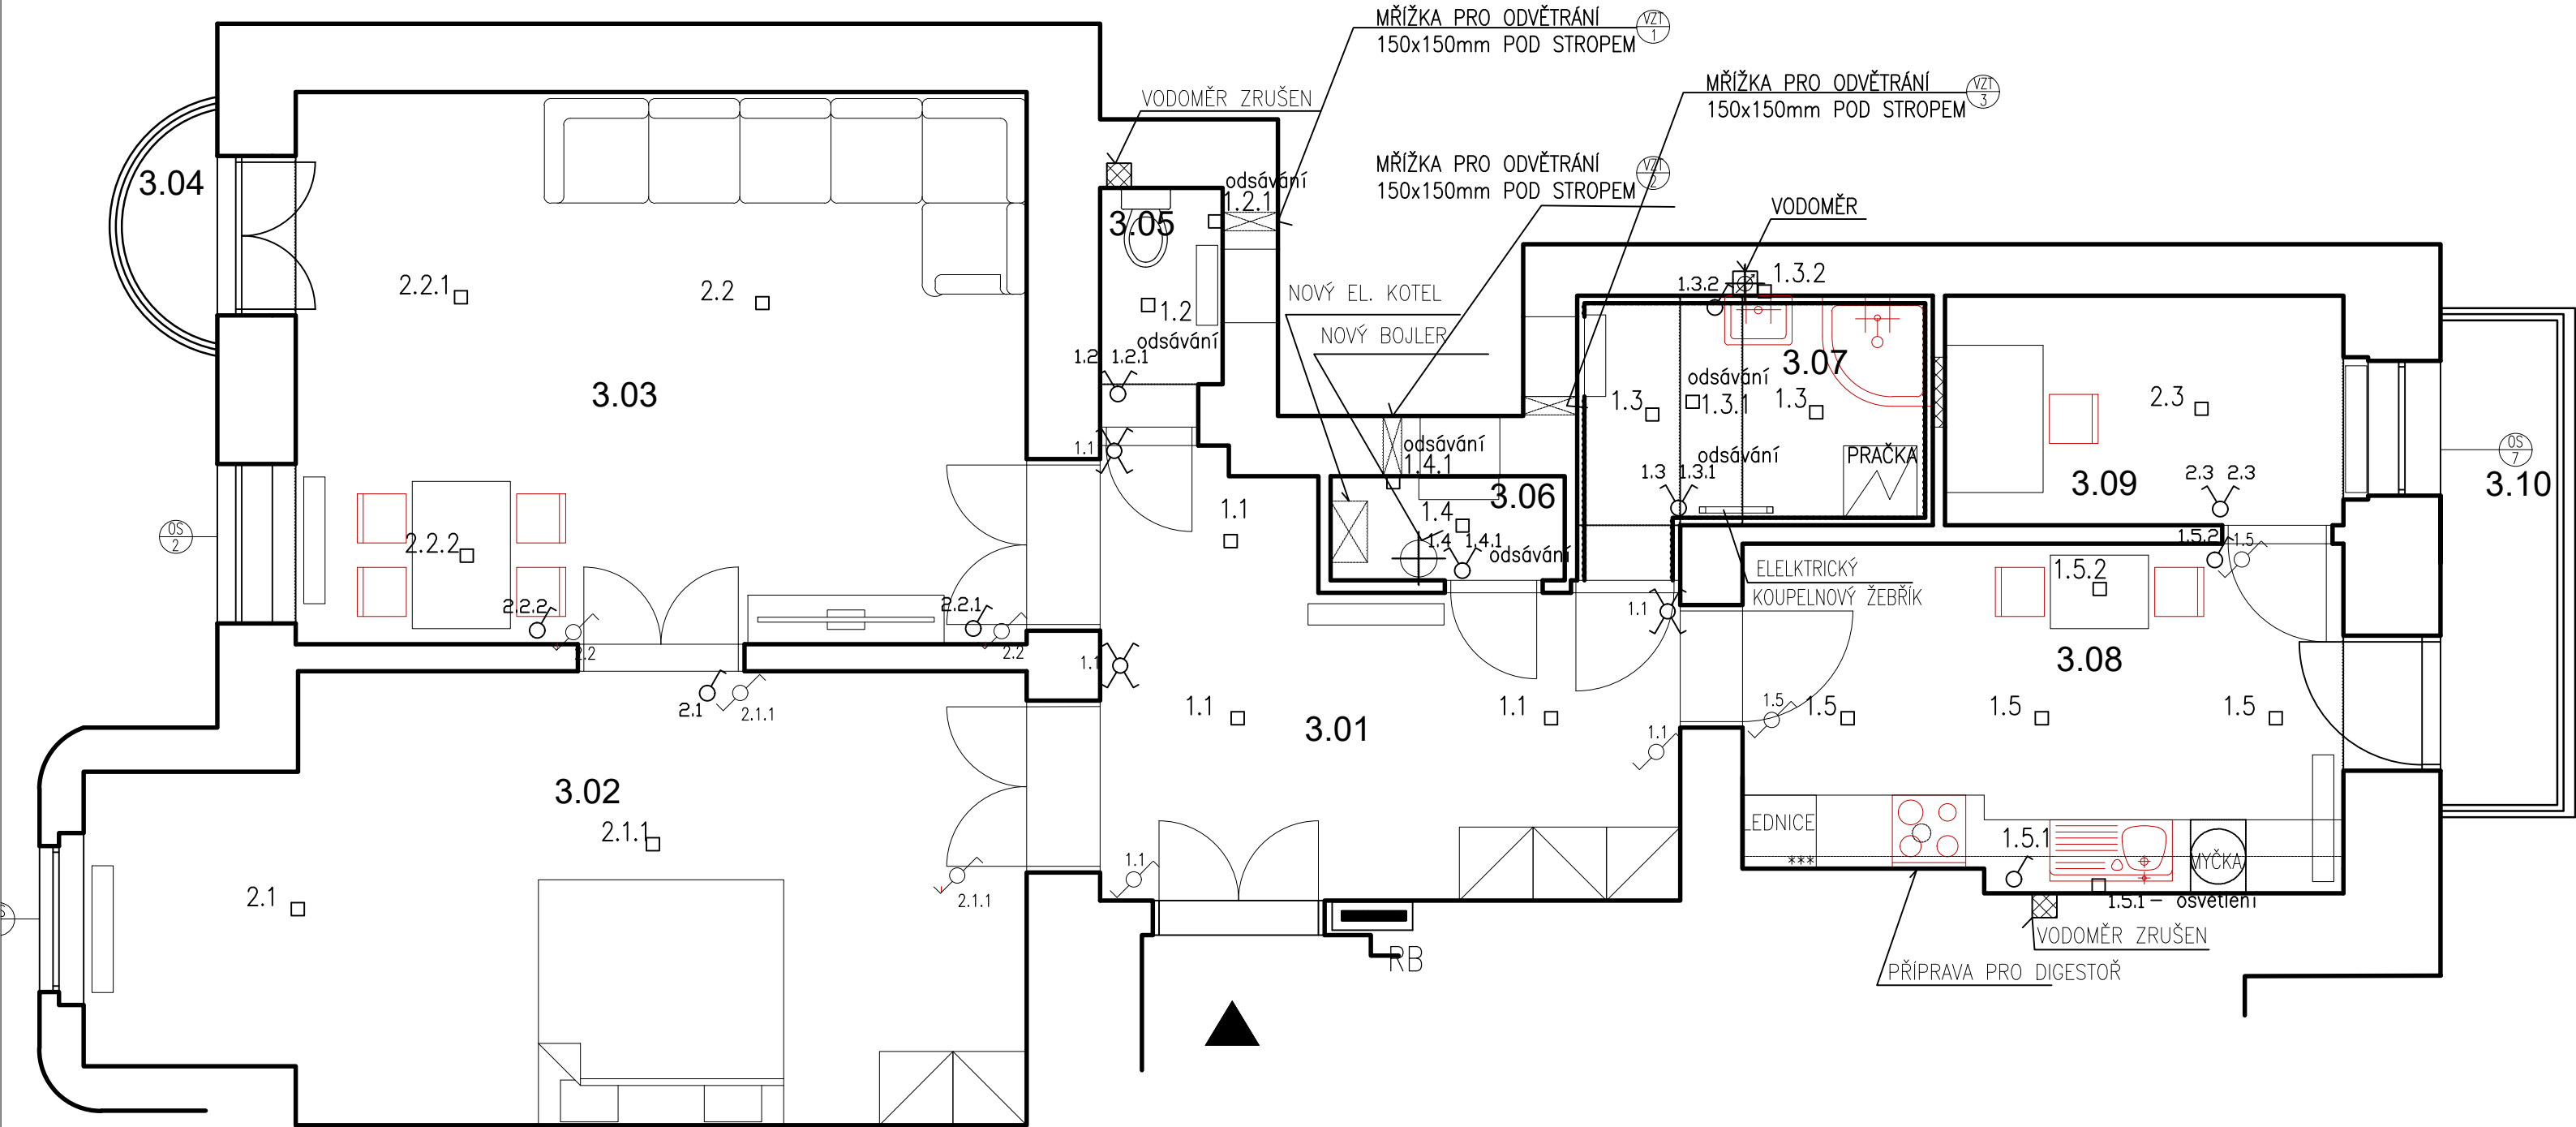 MŘÍŽKA PRO ODVĚTRÁNÍ
150x150mm POD STROPEM
VZT
1
MŘÍŽKA PRO ODVĚTRÁNÍ
150x150mm POD STROPEM
VZT
3
VODOMĚR ZRUŠEN
MŘÍŽKA PRO ODVĚTRÁNÍ
150x150mm POD STROPEM
VZT
2
3.04
odsávání
1.2.1
3.05
VODOMĚR
2.2.1
2.2
1.2
odsávání
NOVÝ EL. KOTEL
NOVÝ BOJLER
1.3.2
1.3.2
3.07
1.2
1.2.1
3.03
odsávání
1.3
1.3.1
1.3
2.3
1.1
odsávání
1.4.1
odsávání
PRAČKA
OS
7
1.3
1.3.1
3.06
3.09
2.3
2.3
3.10
1.1
1.4
OS
2
2.2.2
1.4
1.4.1
odsávání
1.5.2
1.5
ELELKTRICKÝ
KOUPELNOVÝ ŽEBŘÍK
1.5.2
2.2.2
2.2.1
1.1
2.2
2.2
1.1
3.08
2.1
2.1.1
1.1
3.01
1.1
1.1
1.5
1.5
1.5
1.5
3.02
2.1.1
LEDNICE
***
1.5.1
MYČKA
1.1
2.1
2.1.1
1.5.1 – osvětlení
VODOMĚR ZRUŠEN
RB
PŘÍPRAVA PRO DIGESTOŘ